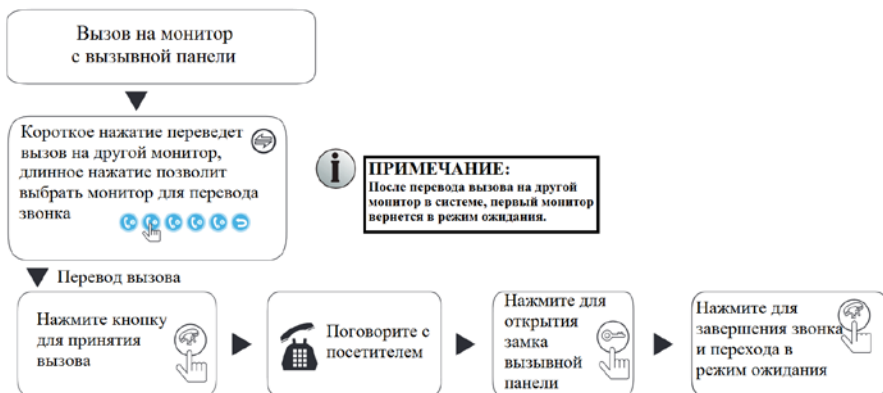 Вызов на монитор
с вызывной панели
Короткое нажатие переведет
вызов на другой монитор,
длинное нажатие позволит
выбрать монитор для перевода
звонка
ПРИМЕЧАНИЕ:
После перевода вызова на другой
монитор в системе, первый монитор
вернется в режим ожидания.
Перевод вызова
Нажмите кнопку
для принятия
вызова
Поговорите с
посетителем
Нажмите для
открытия
замка
вызывной
панели
Нажмите для
завершения звонка
и перехода в
режим ожидания